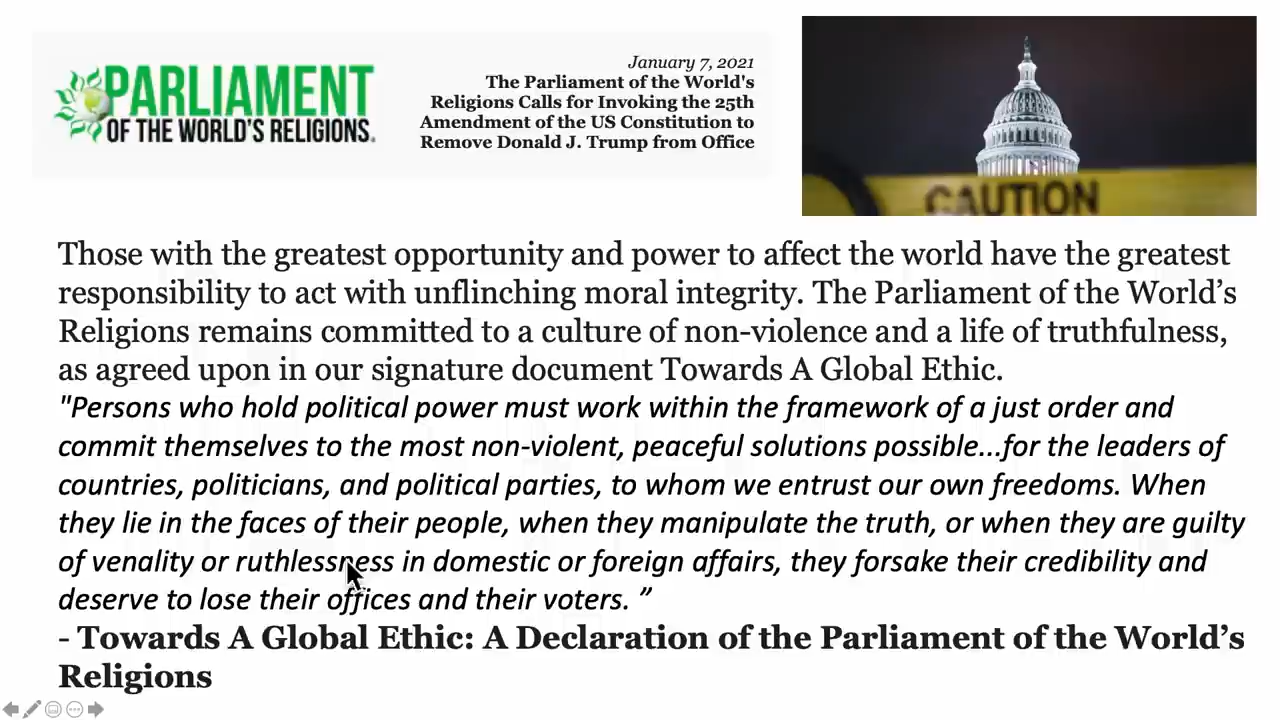 PARLIAMENT
OF THE WORLD'S RELIGIONS.
January 7, 2021
The Parliament of the World's
Religions Calls for Invoking the 25th
Amendment of the US Constitution to
Remove Donald J. Trump from Office
CAUTION
Those with the greatest opportunity and power to affect the world have the greatest
responsibility to act with unflinching moral integrity. The Parliament of the World’s
Religions remains committed to a culture of non-violence and a life of truthfulness,
as agreed upon in our signature document Towards A Global Ethic.
"Persons who hold political power must work within the framework of a just order and
commit themselves to the most non-violent, peaceful solutions possible...for the leaders of
countries, politicians, and political parties, to whom we entrust our own freedoms. When
they lie in the faces of their people, when they manipulate the truth, or when they are guilty
of venality or ruthlessness in domestic or foreign affairs, they forsake their credibility and
deserve to lose their offices and their voters. ”
- Towards A Global Ethic: A Declaration of the Parliament of the World’s
Religions